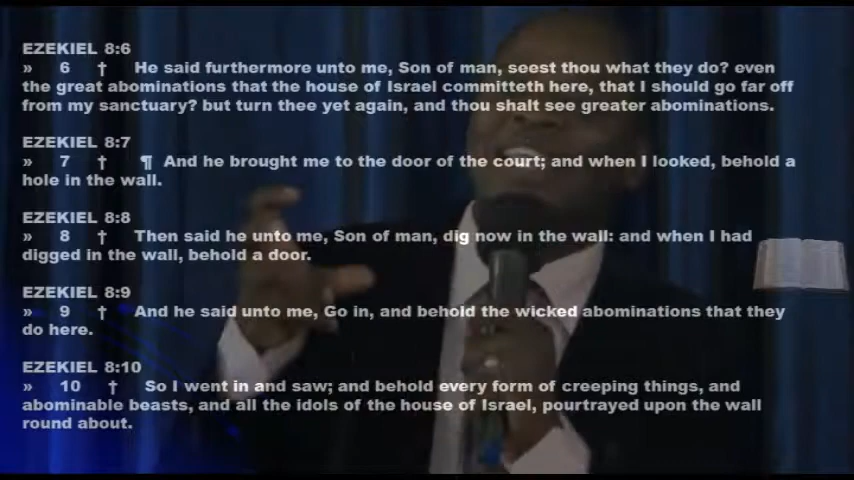 EZEKIEL 8:6
» 6 † He said furthermore unto me, Son of man, seest thou what they do? even
the great abominations that the house of Israel committeth here, that I should go far off
from my sanctuary? but turn thee yet again, and thou shalt see greater abominations.
EZEKIEL 8:7
» 7 † ¶ And he brought me to the door of the court; and when I looked, behold a
hole in the wall.
EZEKIEL 8:8
» 8 † Then said he unto me, Son of man, dig now in the wall: and when I had
digged in the wall, behold a door.
EZEKIEL 8:9
» 9 † And he said unto me, Go in, and behold the wicked abominations that they
do here.
EZEKIEL 8:10
» 10 † So I went in and saw; and behold every form of creeping things, and
abominable beasts, and all the idols of the house of Israel, pourtrayed upon the wall
round about.